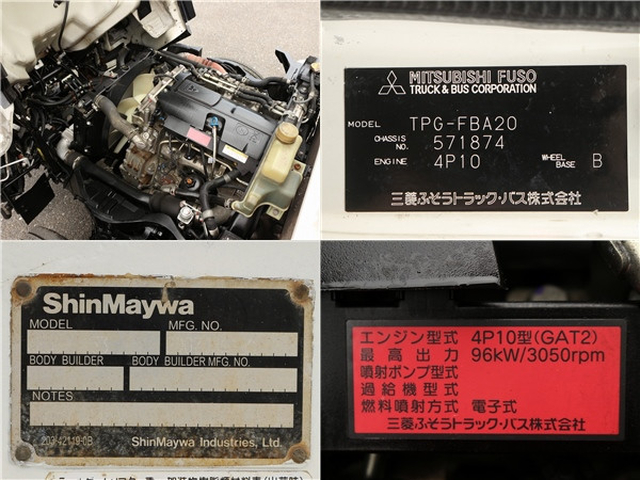 MITSUBISHI FUSO
TRUCK & BUS CORPORATION
MODEL TPG-FBA20
CHASSIS NO. 571874
ENGINE 4P10 WHEEL BASE B
三菱ふそうトラック・バス株式会社
ShinMaywa
MODEL MFG. NO.
BODY BUILDER BODY BUILDER MFG. NO.
NOTES
203-42119-0B ShinMaywa Industries, Ltd.
エンジン型式 4P10型(GAT2)
最高出力 96kW/3050rpm
噴射ポンプ型式
過給機型式
燃料噴射方式 電子式
三菱ふそうトラック・バス株式会社